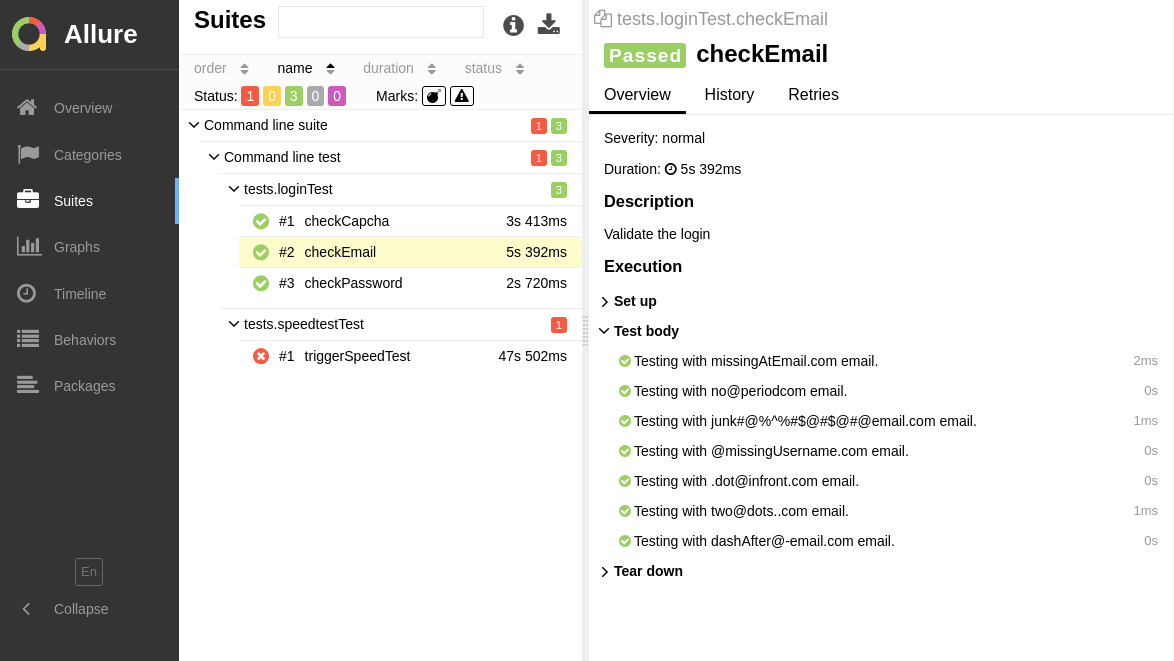 Allure
Overview
Categories
Suites
Graphs
Timeline
Behaviors
Packages
En
Collapse
Suites
order name duration status
Status: 1 0 3 0 0 Marks:
Command line suite 1 3
Command line test 1 3
tests.loginTest 3
#1 checkCapcha 3s 413ms
#2 checkEmail 5s 392ms
#3 checkPassword 2s 720ms
tests.speedtestTest 1
#1 triggerSpeedTest 47s 502ms
tests.loginTest.checkEmail
Passed checkEmail
Overview History Retries
Severity: normal
Duration: 5s 392ms
Description
Validate the login
Execution
Set up
Test body
Testing with missingAtEmail.com email. 2ms
Testing with no@periodcom email. 0s
Testing with junk#@%^%#$@#$@#@email.com email. 1ms
Testing with @missingUsername.com email. 0s
Testing with .dot@infront.com email. 0s
Testing with two@dots..com email. 1ms
Testing with dashAfter@-email.com email. 0s
Tear down